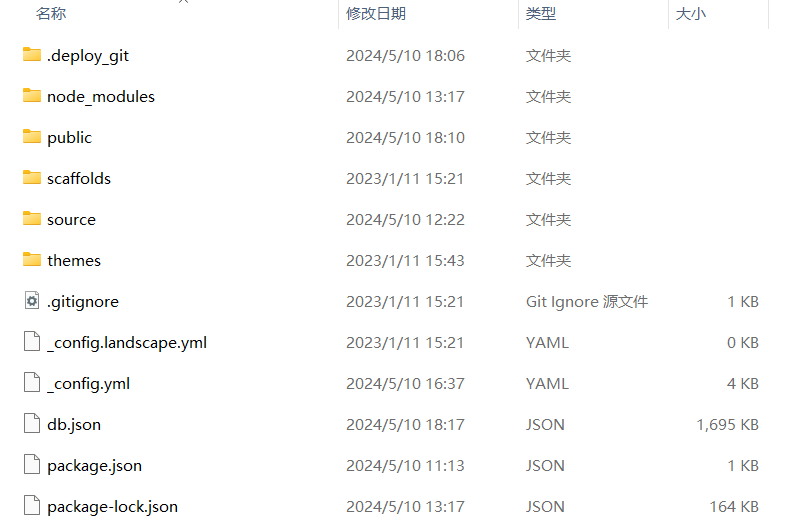 名称 修改日期 类型 大小
.deploy_git 2024/5/10 18:06 文件夹
node_modules 2024/5/10 13:17 文件夹
public 2024/5/10 18:10 文件夹
scaffolds 2023/1/11 15:21 文件夹
source 2024/5/10 12:22 文件夹
themes 2023/1/11 15:43 文件夹
.gitignore 2023/1/11 15:21 Git Ignore 源文件 1 KB
_config.landscape.yml 2023/1/11 15:21 YAML 0 KB
_config.yml 2024/5/10 16:37 YAML 4 KB
db.json 2024/5/10 18:17 JSON 1,695 KB
package.json 2024/5/10 11:13 JSON 1 KB
package-lock.json 2024/5/10 13:17 JSON 164 KB